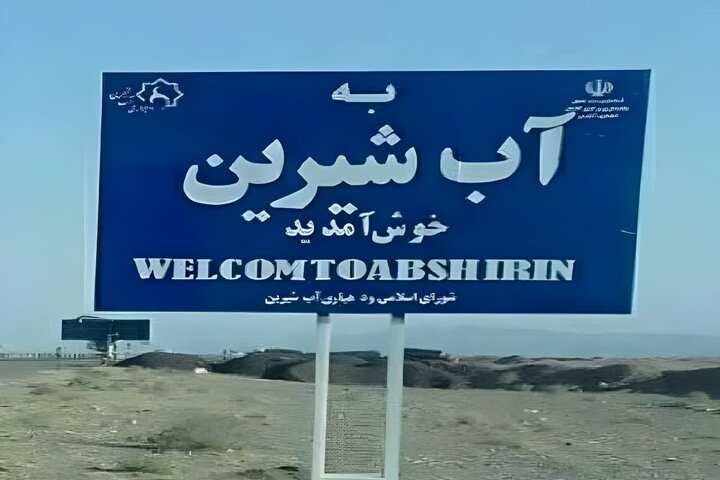 به
آب شیرین
خوش آمدید
WELCOMTOABSHIRIN
شورای اسلامی و دهیاری آب شیرین